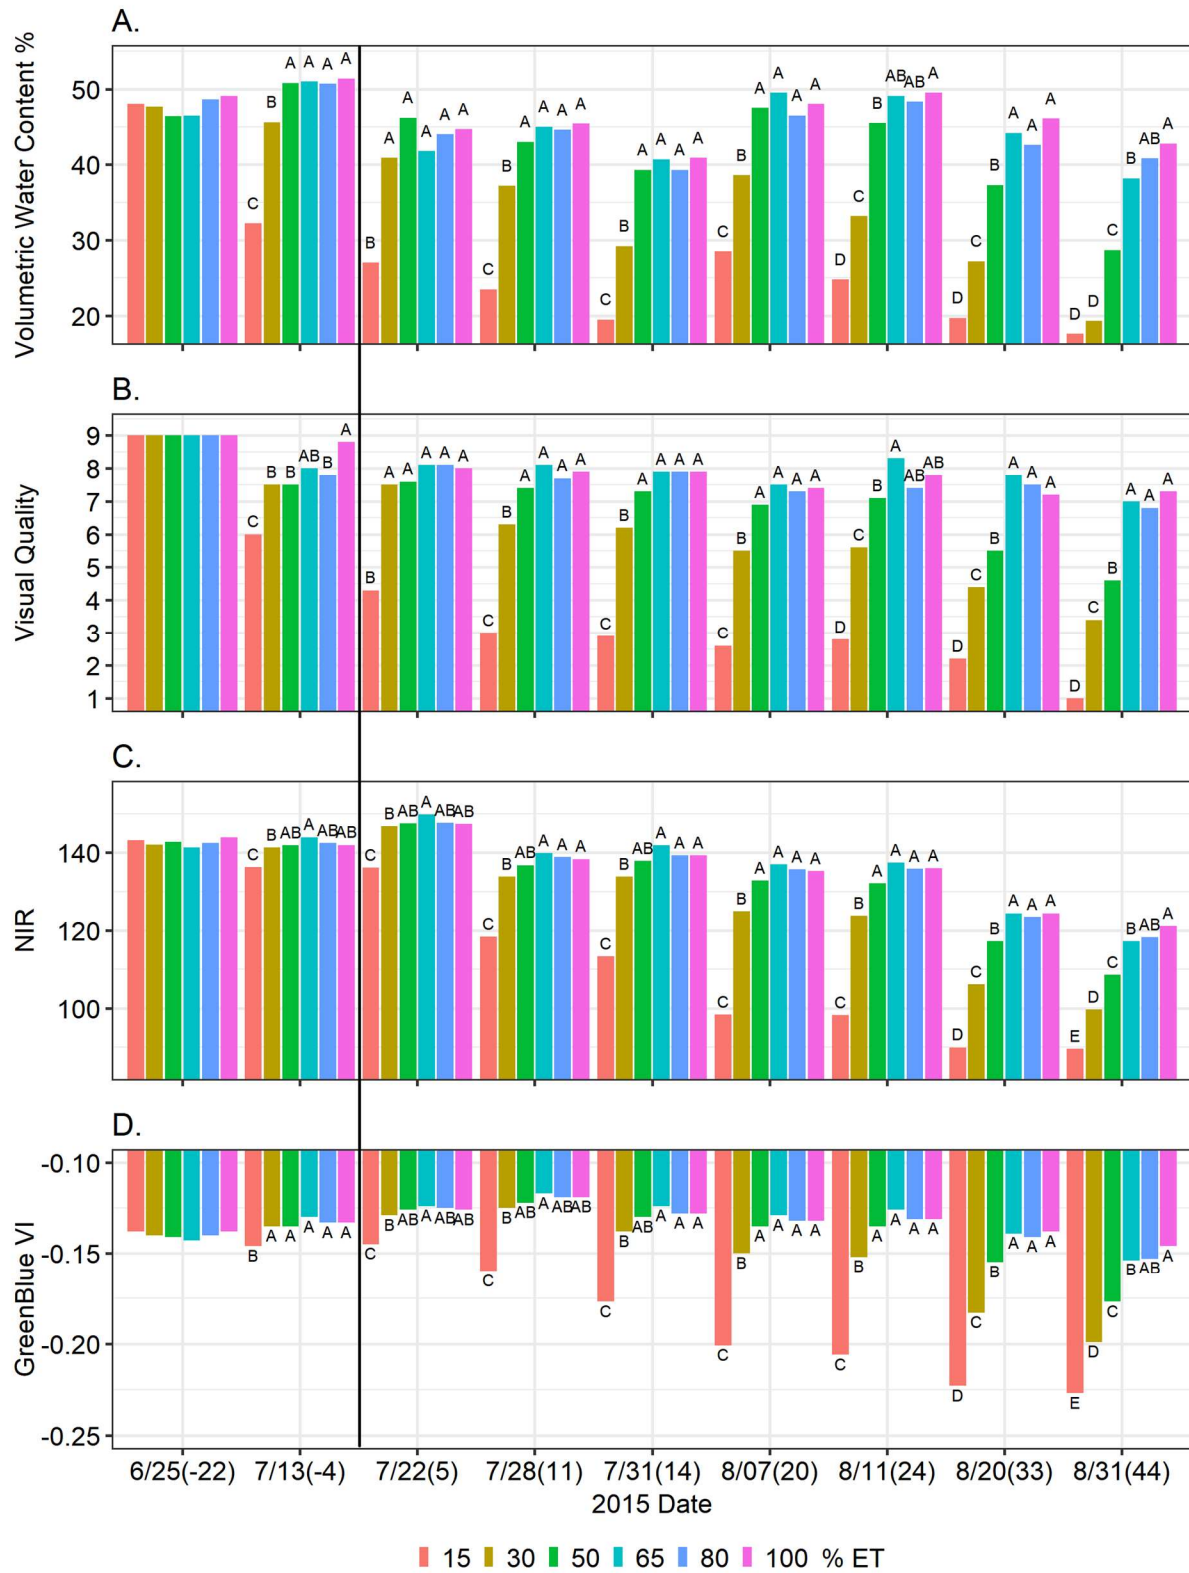 A.
Volumetric Water Content %
50
40
30
20
C B A A A A
B A A A A A
C B A A A A
C B A A A A
C B A A A A
D C B AB AB A
D C B A A A
D D C B AB A
B.
Visual Quality
9
8
7
6
5
4
3
2
1
C B B AB B A
B A A A A A
C B A A A A
C B A A A A
C B A A A A
D C B A AB AB
D C B A A A
D C B A A A
C.
NIR
140
120
100
C B AB A AB AB
C B AB A AB AB
C B AB A A A
C B AB A A A
C B A A A A
C B A A A A
D C B A A A
E D C B AB A
D.
GreenBlue VI
-0.10
-0.15
-0.20
-0.25
B A A A A A
C B AB A AB AB
C B AB A AB AB
C B AB A A A
C B A A A A
C B A A A A
D C B A A A
E D C B AB A
6/25(-22) 7/13(-4) 7/22(5) 7/28(11) 7/31(14) 8/07(20) 8/11(24) 8/20(33) 8/31(44)
2015 Date
15 30 50 65 80 100 % ET